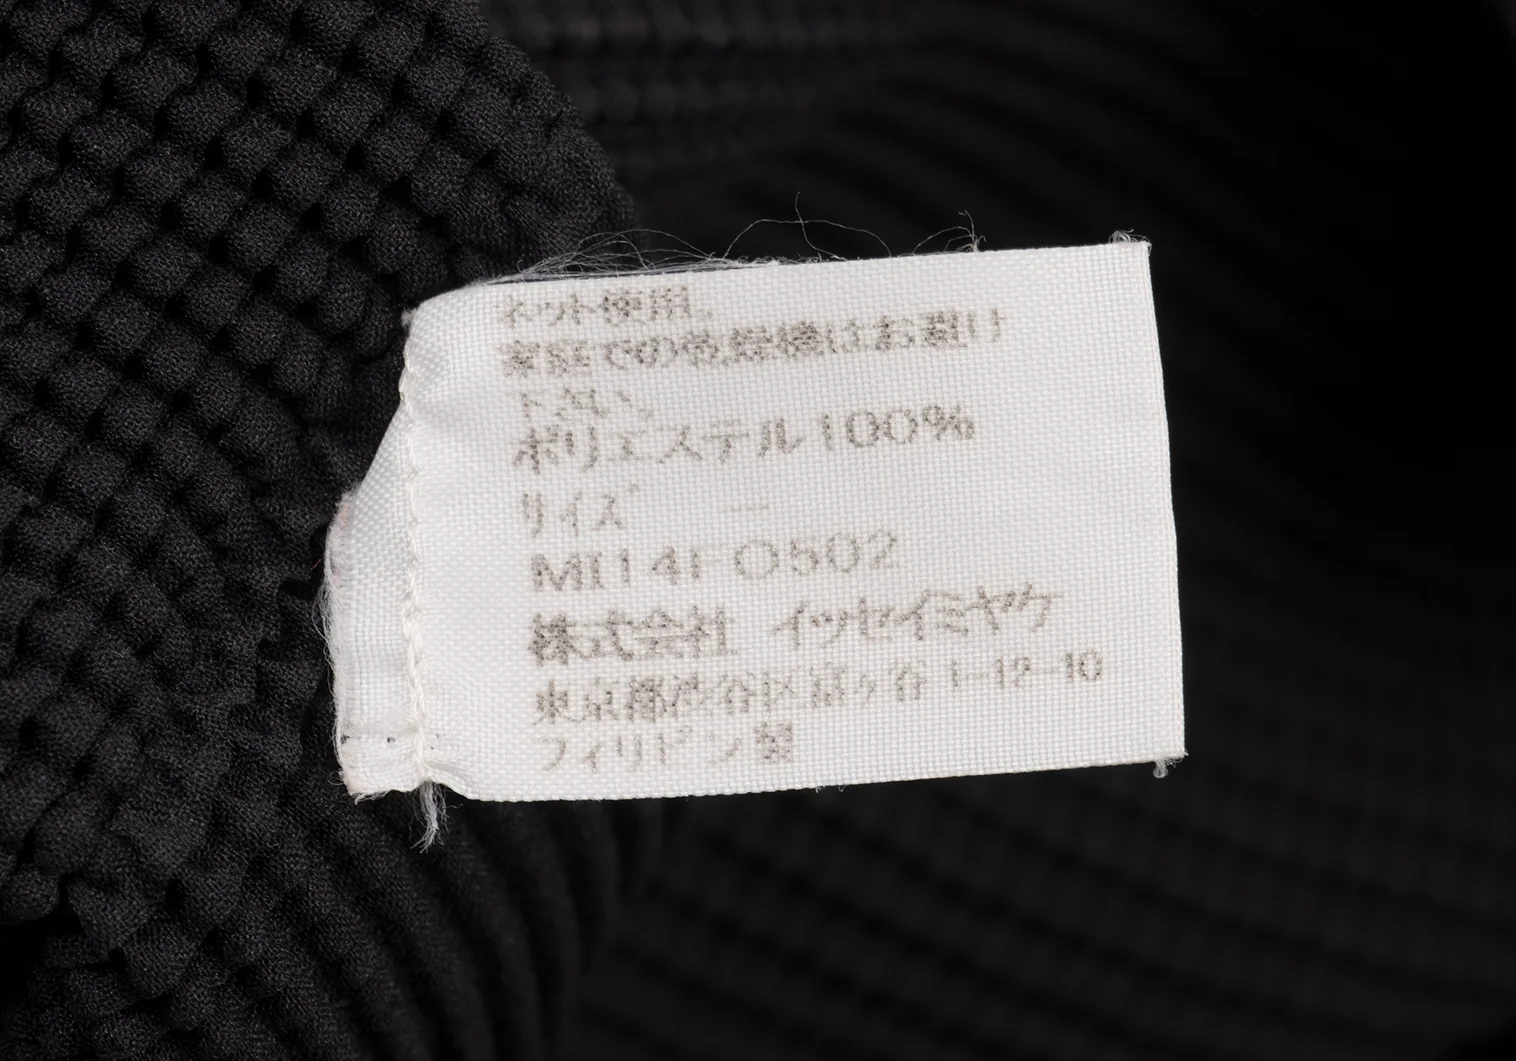 ネット使用。
家庭での乾燥機はお避け
下さい。
ポリエステル100%
サイズ ―
MI14FO502
株式会社 イッセイミヤケ
東京都渋谷区富ヶ谷 1-12-10
フィリピン製